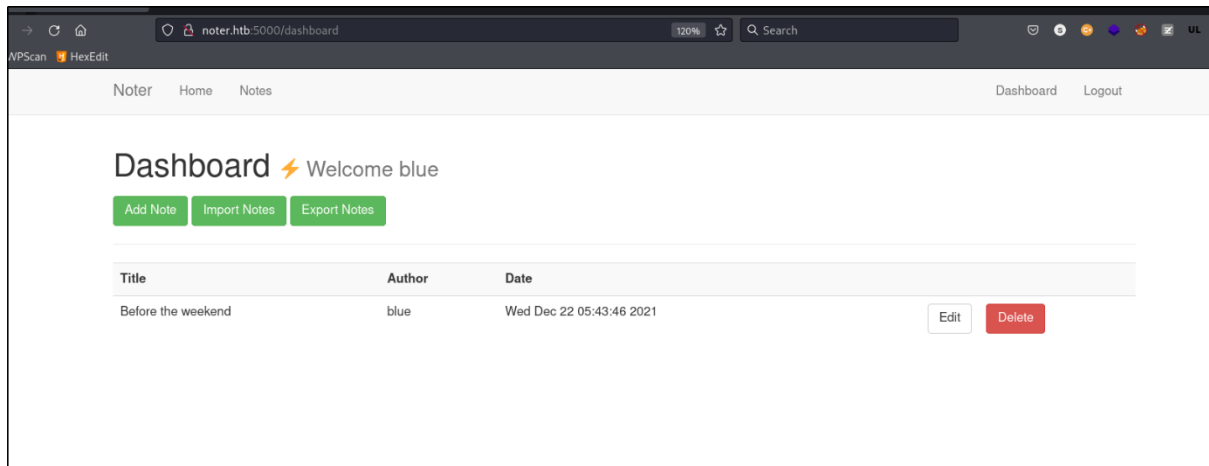 noter.htb:5000/dashboard 120% Search UL
WPScan HexEdit
Noter Home Notes Dashboard Logout
Dashboard ⚡ Welcome blue
Add Note Import Notes Export Notes
Title Author Date
Before the weekend blue Wed Dec 22 05:43:46 2021 Edit Delete